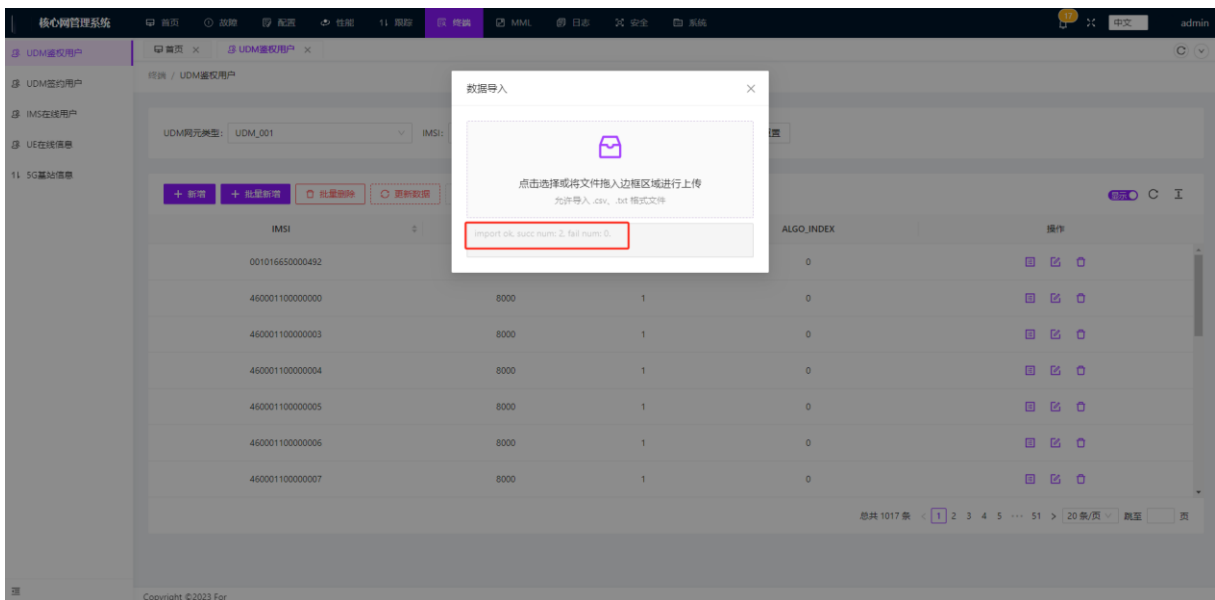 核心网管理系统 首页 故障 配置 性能 跟踪 终端 MML 日志 安全 系统 17 中文 admin
UDM鉴权用户
UDM签约用户
IMS在线用户
UE在线信息
5G基站信息
首页 × UDM鉴权用户 ×
终端 / UDM鉴权用户
UDM网元类型: UDM_001 IMSI: 置
+ 新增 + 批量新增 批量删除 更新数据 显示
数据导入
点击选择或将文件拖入边框区域进行上传
允许导入 .csv、.txt 格式文件
import ok, succ num: 2, fail num: 0,
IMSI ALGO_INDEX 操作
001016650000492 0
460001100000000 8000 1 0
460001100000003 8000 1 0
460001100000004 8000 1 0
460001100000005 8000 1 0
460001100000006 8000 1 0
460001100000007 8000 1 0
总共 1017 条 < 1 2 3 4 5 ··· 51 > 20 条/页 跳至 页
Copyright ©2023 For